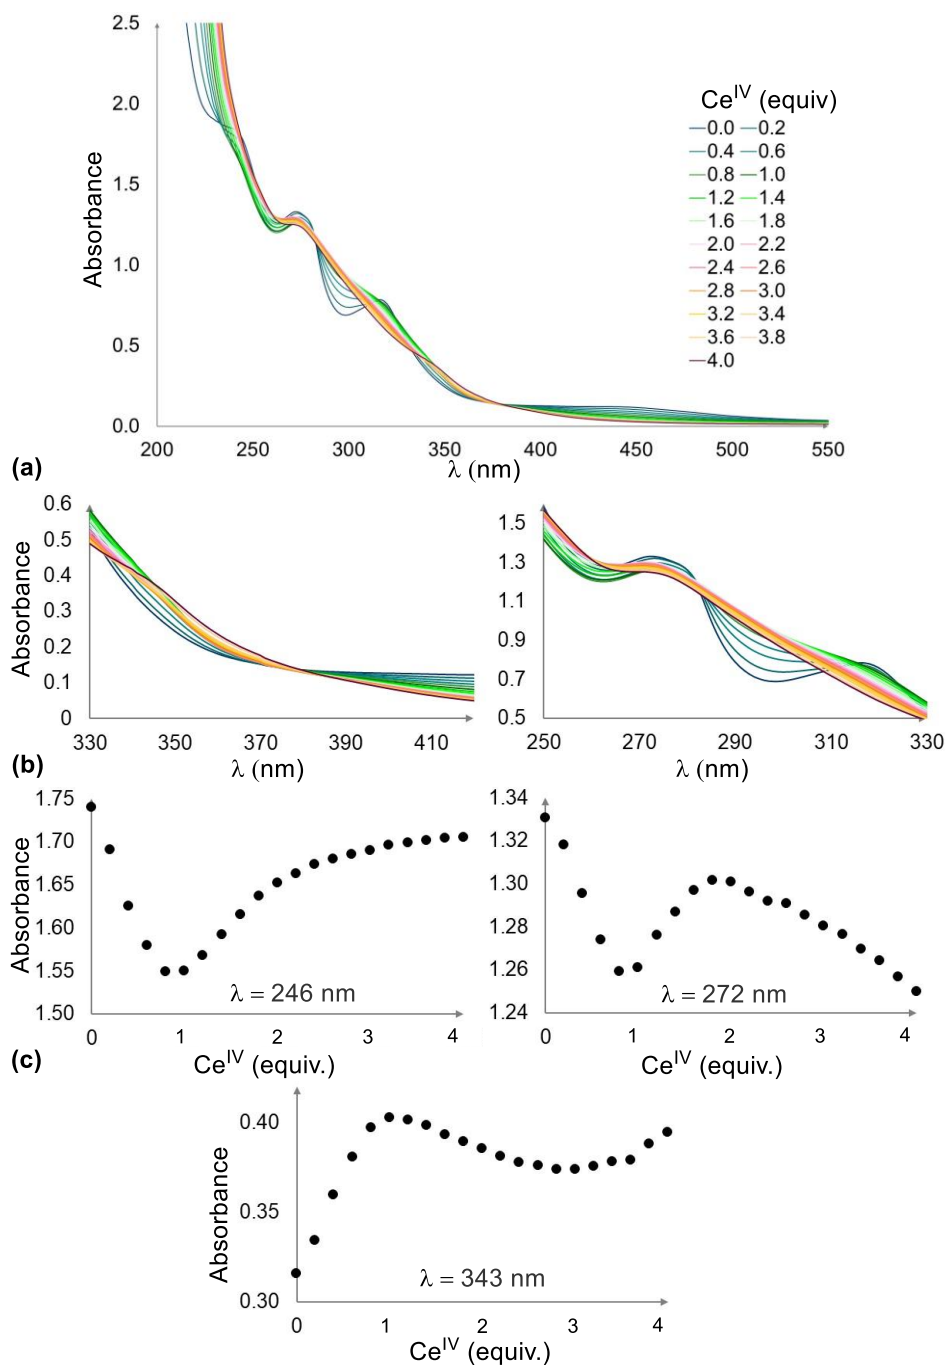 2.5
2.0
1.5
1.0
0.5
0.0
Absorbance
200 250 300 350 400 450 500 550
λ (nm)
Ce^IV (equiv)
0.0 0.2
0.4 0.6
0.8 1.0
1.2 1.4
1.6 1.8
2.0 2.2
2.4 2.6
2.8 3.0
3.2 3.4
3.6 3.8
4.0
(a)
0.6
0.5
0.4
0.3
0.2
0.1
0
Absorbance
330 350 370 390 410
λ (nm)
1.5
1.3
1.1
0.9
0.7
0.5
250 270 290 310 330
λ (nm)
(b)
1.75
1.70
1.65
1.60
1.55
1.50
Absorbance
λ = 246 nm
0 1 2 3 4
Ce^IV (equiv.)
1.34
1.32
1.30
1.28
1.26
1.24
λ = 272 nm
0 1 2 3 4
Ce^IV (equiv.)
(c)
0.40
0.35
0.30
Absorbance
λ = 343 nm
0 1 2 3 4
Ce^IV (equiv.)